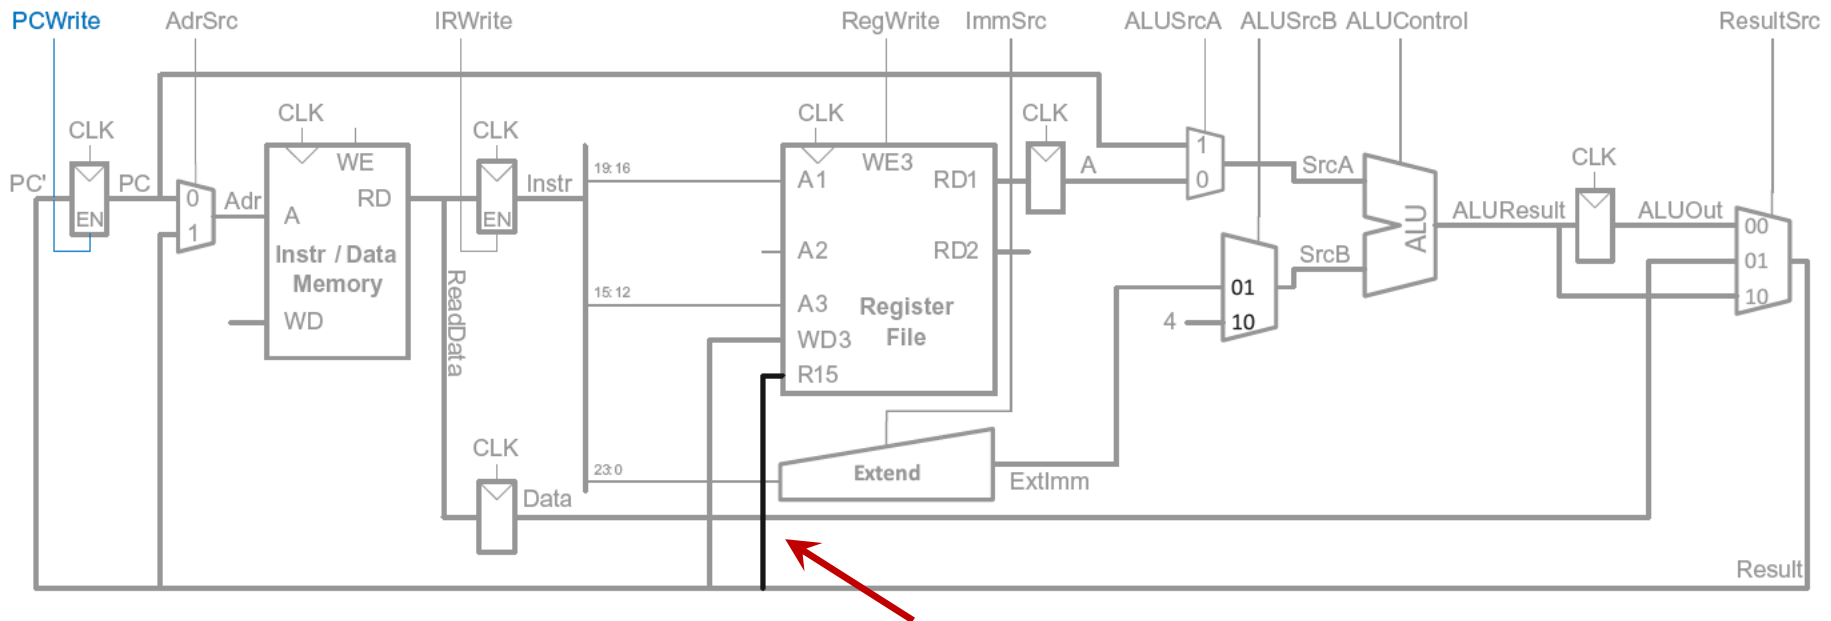 PCWrite AdrSrc IRWrite RegWrite ImmSrc ALUSrcA ALUSrcB ALUControl ResultSrc
CLK CLK CLK CLK CLK CLK
WE WE3
PC' PC EN 0 1 Adr A RD Instr EN
Instr / Data
Memory
WD
ReadData
19:16
15:12
23:0
A1 RD1
A2 RD2
A3
WD3
R15
Register
File
A
1
0
SrcA
SrcB
01
4 10
ALU
ALUResult
CLK
ALUOut
00
01
10
CLK
Data
Extend
ExtImm
Result